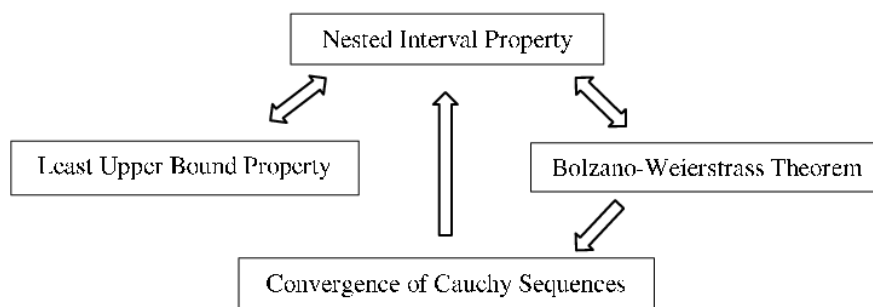 Nested Interval Property
Least Upper Bound Property
Bolzano-Weierstrass Theorem
Convergence of Cauchy Sequences